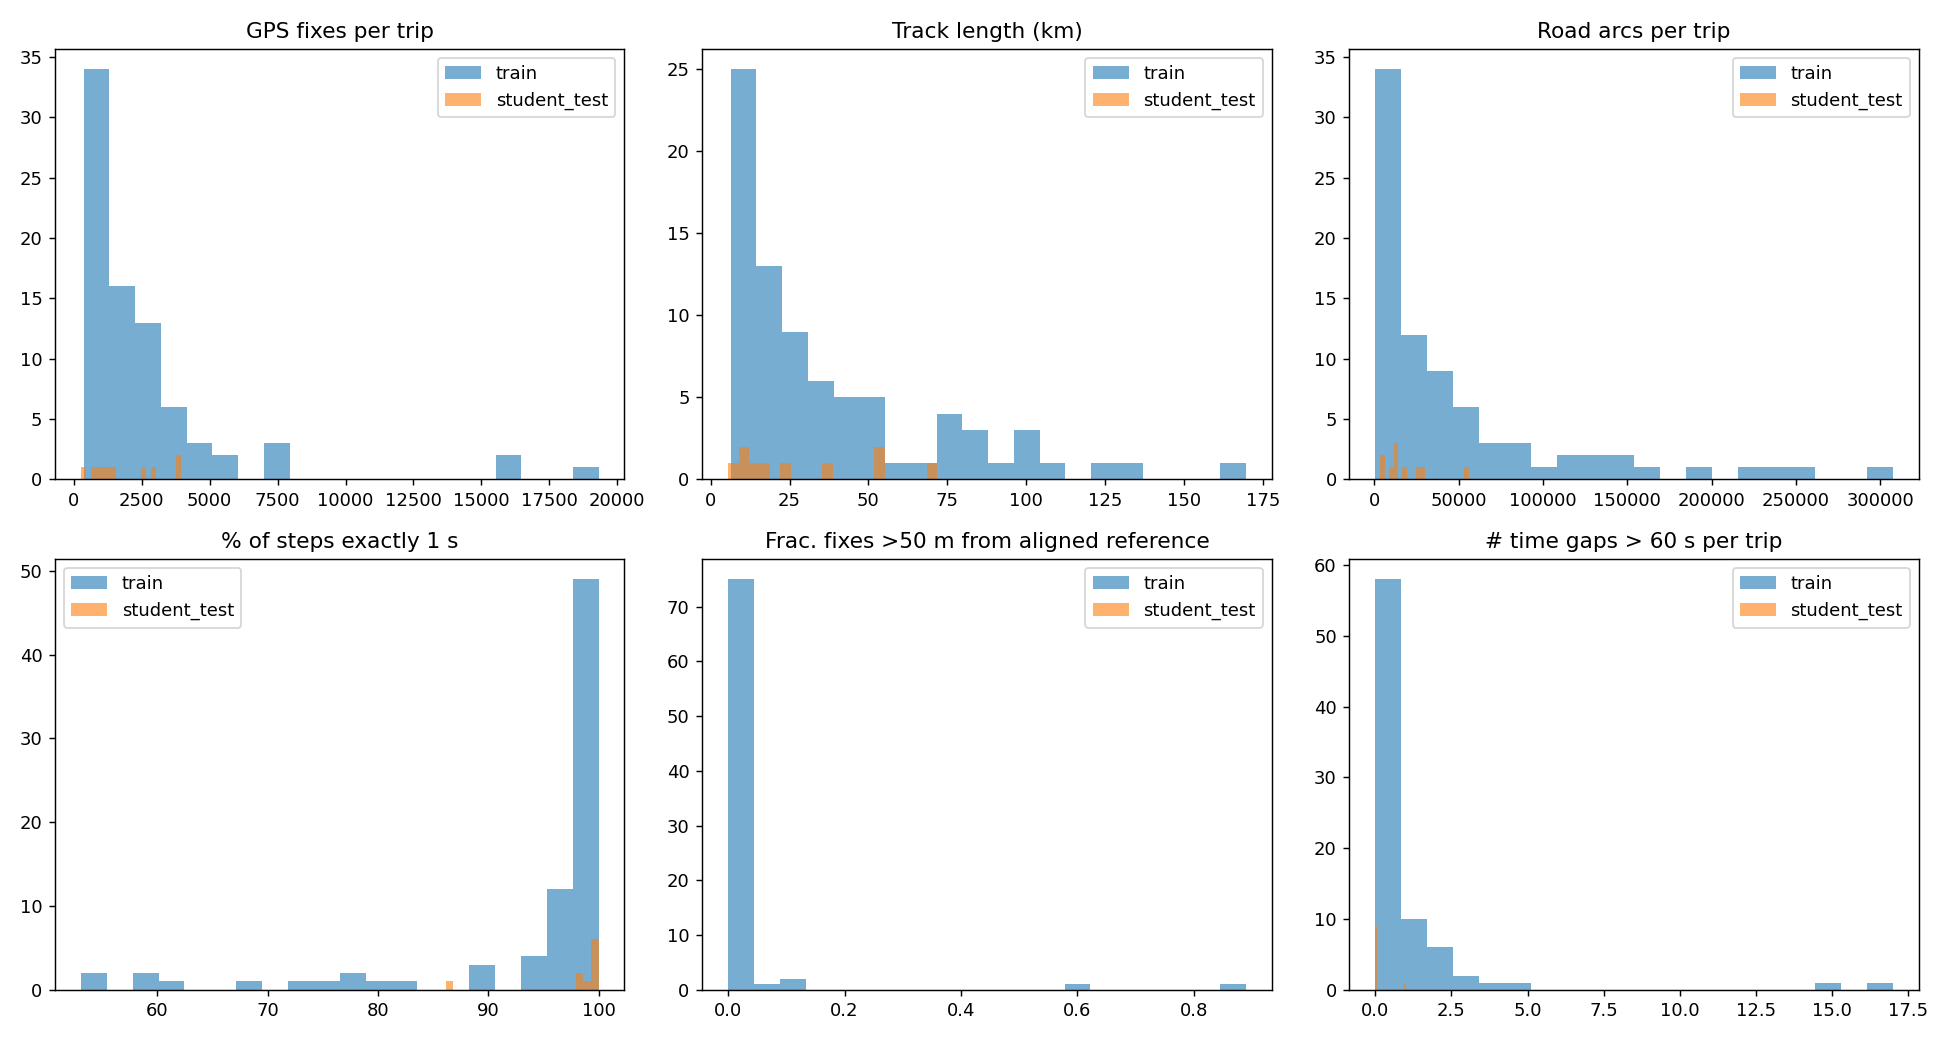 GPS fixes per trip
35
30
25
20
15
10
5
0
train
student_test
0 2500 5000 7500 10000 12500 15000 17500 20000
Track length (km)
25
20
15
10
5
0
train
student_test
0 25 50 75 100 125 150 175
Road arcs per trip
35
30
25
20
15
10
5
0
train
student_test
0 50000 100000 150000 200000 250000 300000
% of steps exactly 1 s
50
40
30
20
10
0
train
student_test
60 70 80 90 100
Frac. fixes >50 m from aligned reference
70
60
50
40
30
20
10
0
train
student_test
0.0 0.2 0.4 0.6 0.8
# time gaps > 60 s per trip
60
50
40
30
20
10
0
train
student_test
0.0 2.5 5.0 7.5 10.0 12.5 15.0 17.5